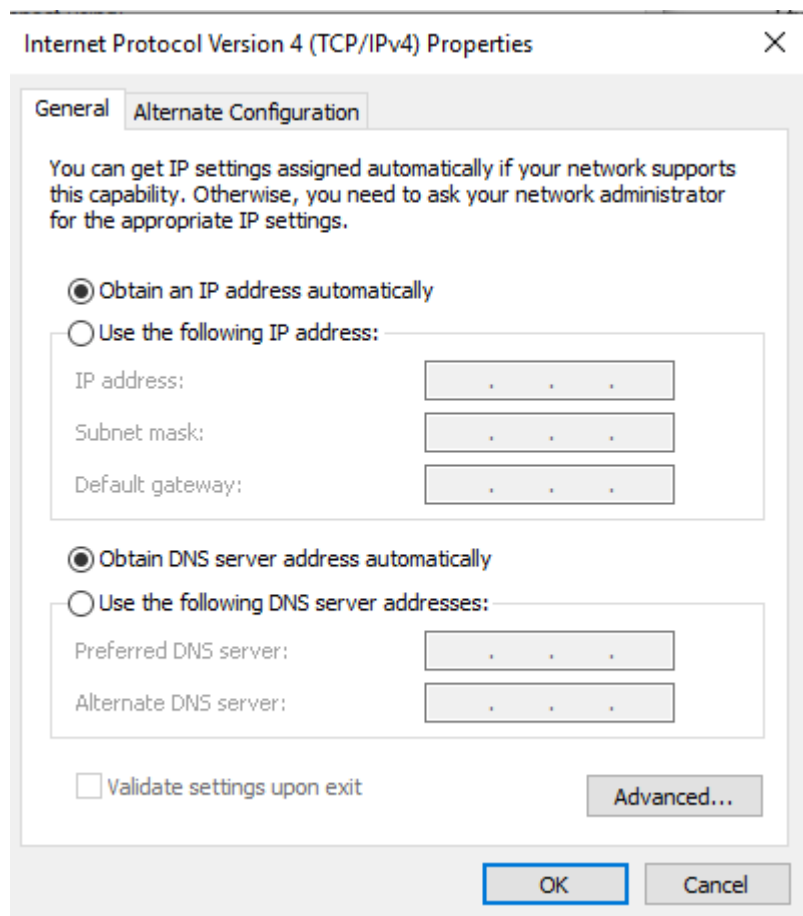 Internet Protocol Version 4 (TCP/IPv4) Properties
General
Alternate Configuration
You can get IP settings assigned automatically if your network supports
this capability. Otherwise, you need to ask your network administrator
for the appropriate IP settings.
Obtain an IP address automatically
Use the following IP address:
IP address:
Subnet mask:
Default gateway:
Obtain DNS server address automatically
Use the following DNS server addresses:
Preferred DNS server:
Alternate DNS server:
Validate settings upon exit
Advanced...
OK
Cancel